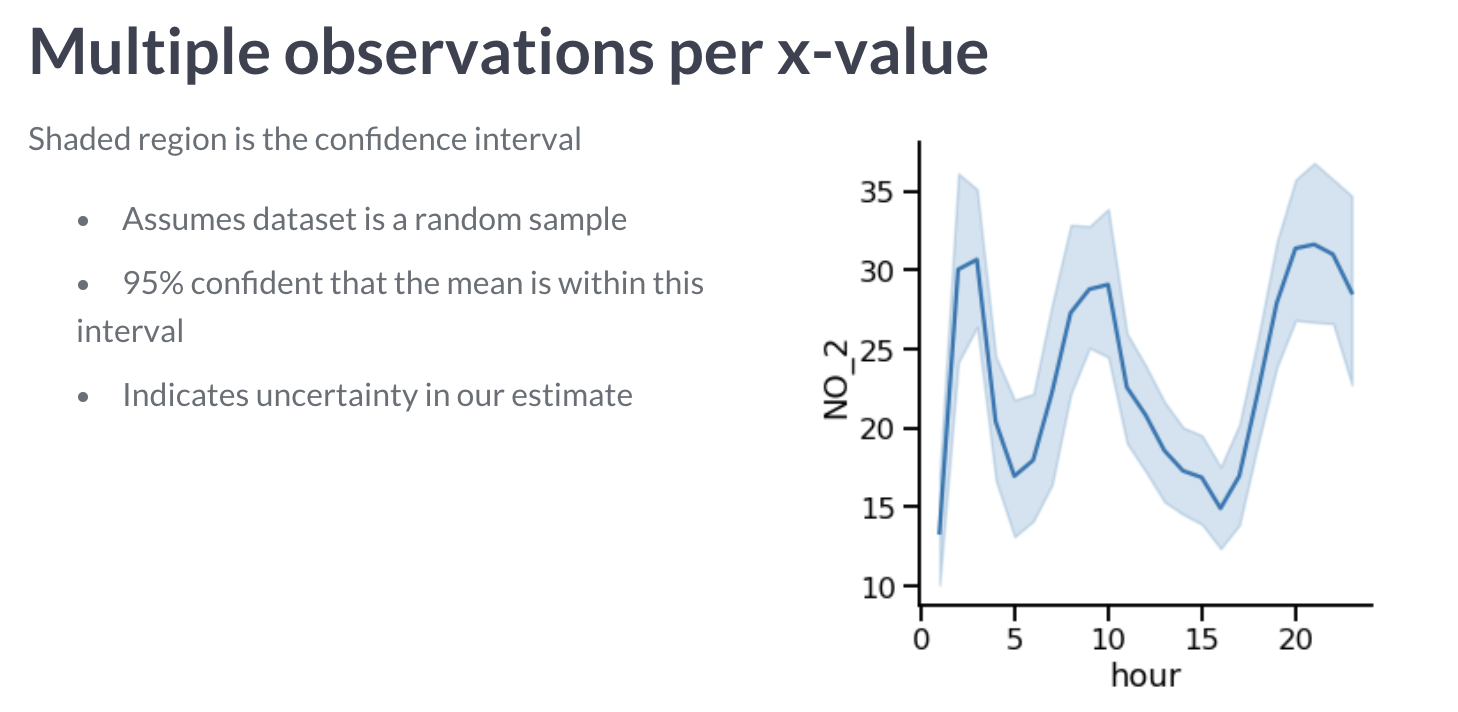 Multiple observations per x-value
Shaded region is the confidence interval
• Assumes dataset is a random sample
• 95% confident that the mean is within this
interval
• Indicates uncertainty in our estimate
35
30
25
20
15
10
NO_2
0 5 10 15 20
hour